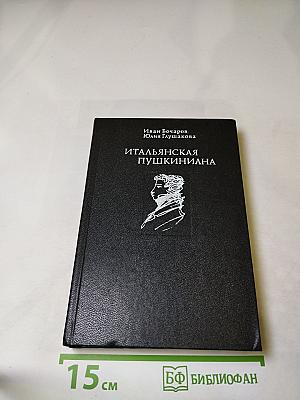 Иван Бочаров
Юлия Глушакова
ИТАЛЬЯНСКАЯ
ПУШКИНИАНА
15 см
БФ БИБЛИОФАН